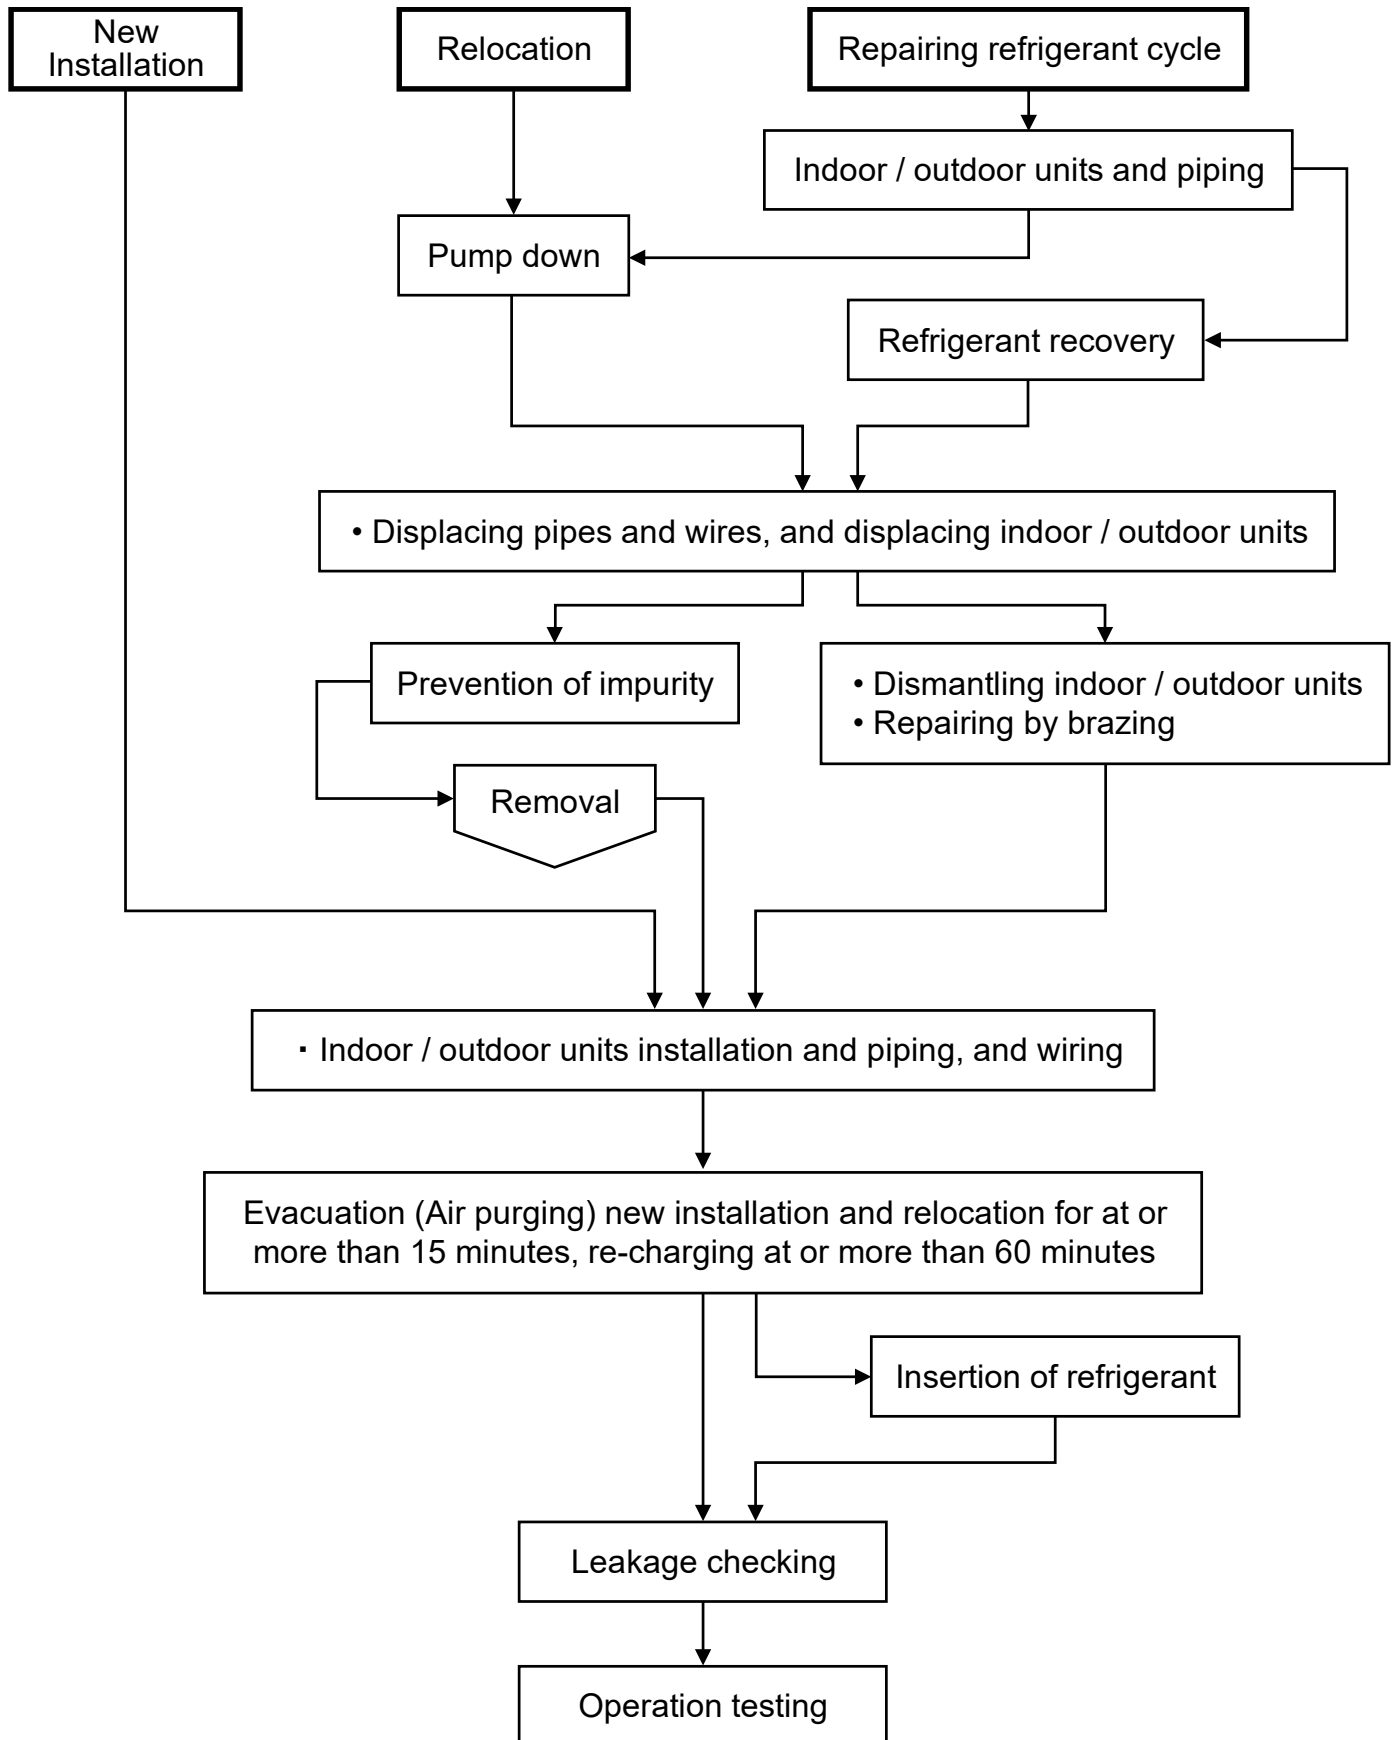 New
Installation
Relocation
Repairing refrigerant cycle
Indoor / outdoor units and piping
Pump down
Refrigerant recovery
• Displacing pipes and wires, and displacing indoor / outdoor units
Prevention of impurity
• Dismantling indoor / outdoor units
• Repairing by brazing
Removal
· Indoor / outdoor units installation and piping, and wiring
Evacuation (Air purging) new installation and relocation for at or
more than 15 minutes, re-charging at or more than 60 minutes
Insertion of refrigerant
Leakage checking
Operation testing